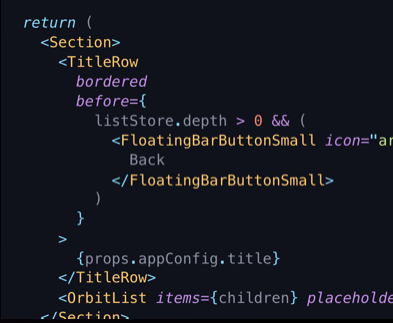 return (
<Section>
<TitleRow
bordered
before={
listStore.depth > 0 && (
<FloatingBarButtonSmall icon="ar
Back
</FloatingBarButtonSmall>
)
}
>
{props.appConfig.title}
</TitleRow>
<OrbitList items={children} placeholde
</Section>